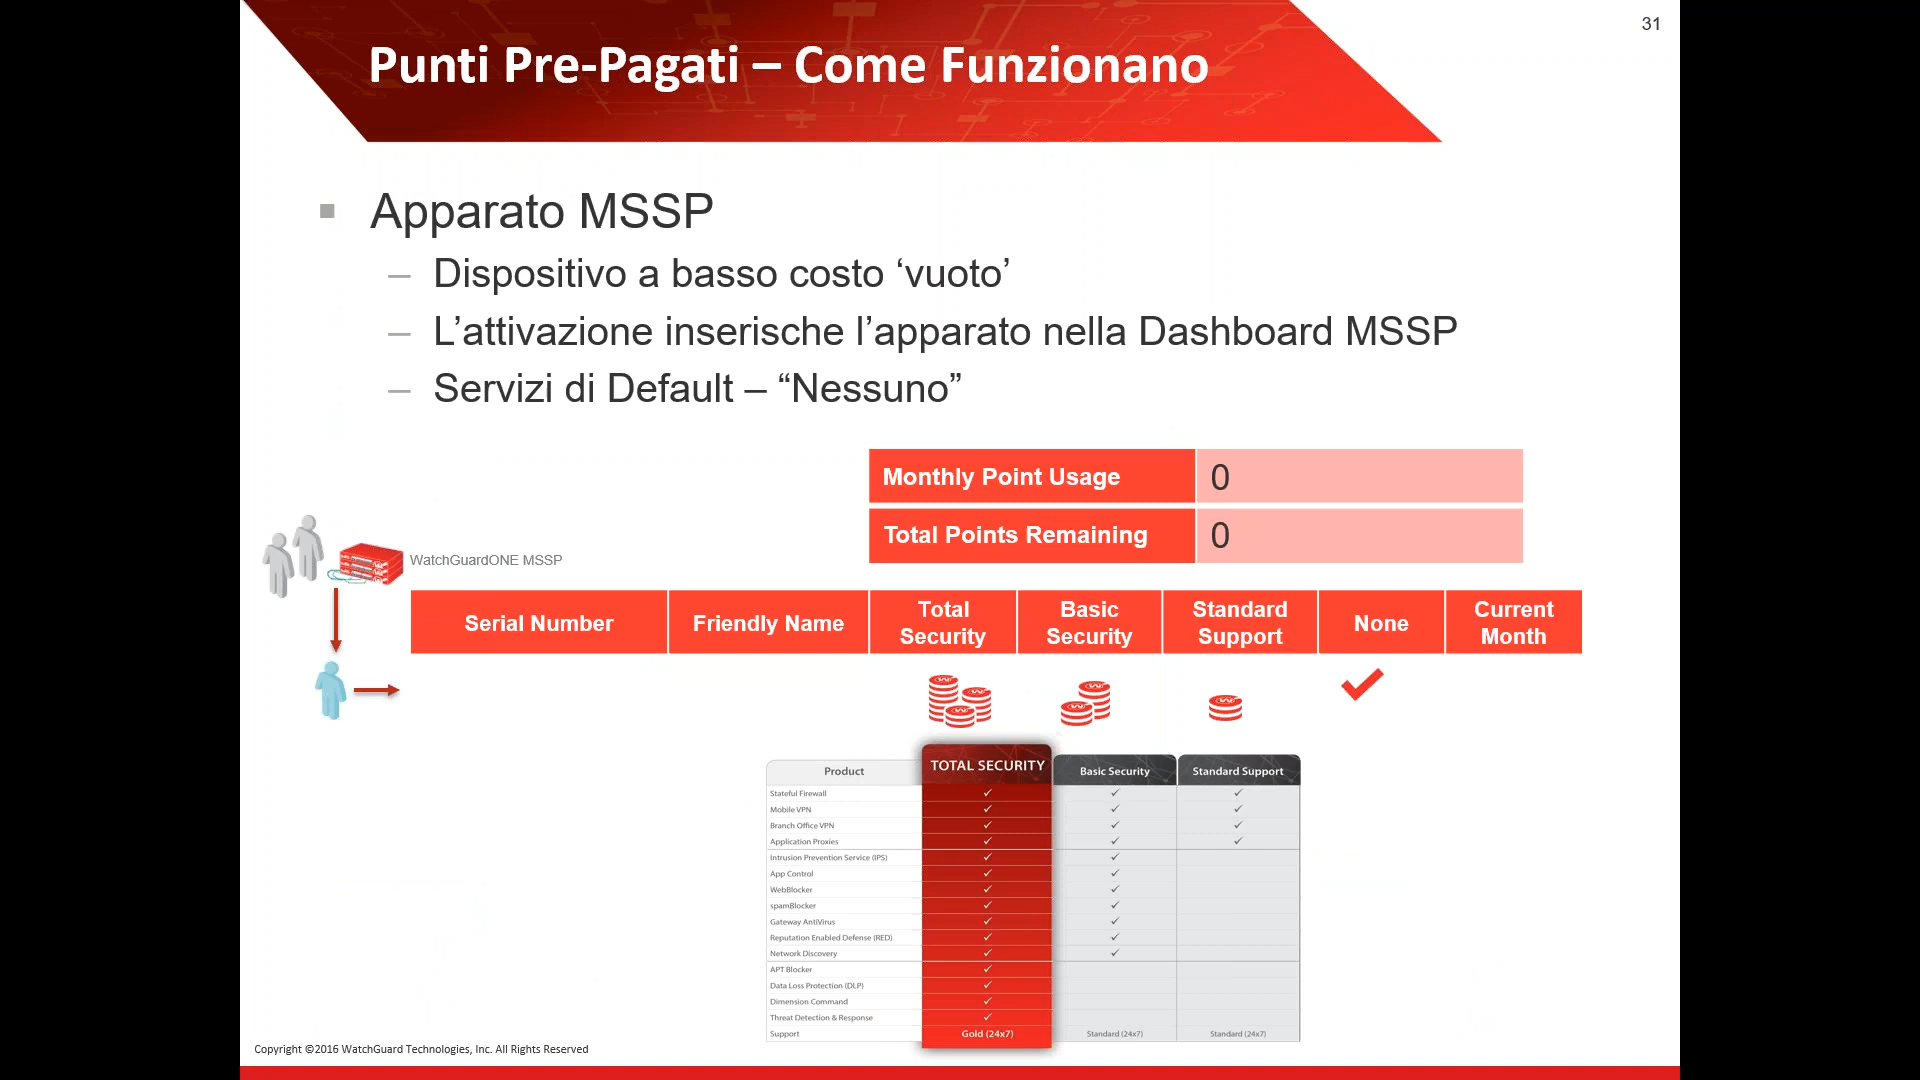 31
Punti Pre-Pagati – Come Funzionano
Apparato MSSP
– Dispositivo a basso costo ‘vuoto’
– L’attivazione inserische l’apparato nella Dashboard MSSP
– Servizi di Default – “Nessuno”
Monthly Point Usage 0
Total Points Remaining 0
WatchGuardONE MSSP
Serial Number Friendly Name Total Security Basic Security Standard Support None Current Month
Product TOTAL SECURITY Basic Security Standard Support
Stateful Firewall ✓ ✓ ✓
Mobile VPN ✓ ✓ ✓
Branch Office VPN ✓ ✓ ✓
Application Proxies ✓ ✓ ✓
Intrusion Prevention Service (IPS) ✓ ✓
App Control ✓ ✓
WebBlocker ✓ ✓
spamBlocker ✓ ✓
Gateway AntiVirus ✓ ✓
Reputation Enabled Defense (RED) ✓ ✓
Network Discovery ✓ ✓
APT Blocker ✓
Data Loss Protection (DLP) ✓
Dimension Command ✓
Threat Detection & Response ✓
Support Gold (24x7) Standard (24x7) Standard (24x7)
Copyright ©2016 WatchGuard Technologies, Inc. All Rights Reserved